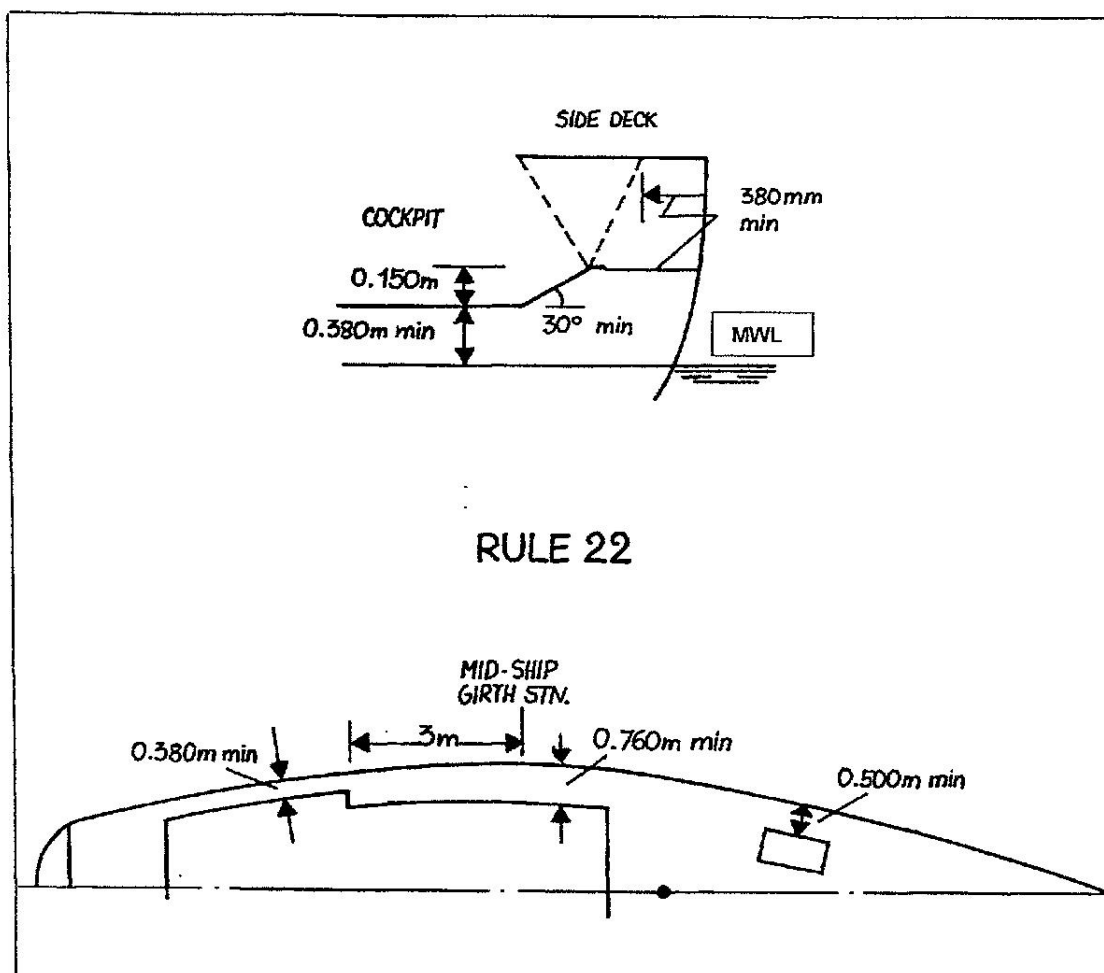 SIDE DECK
380mm
min
COCKPIT
0.150m
30° min
0.380m min
MWL
RULE 22
MID-SHIP
GIRTH STN.
3m
0.380m min
0.760m min
0.500m min